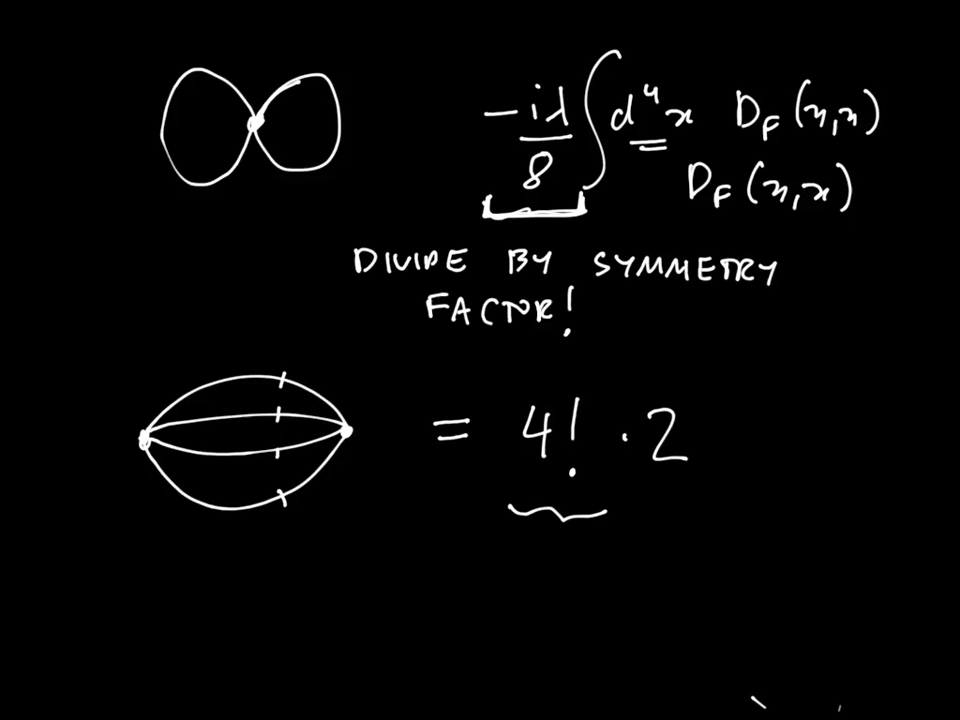 -iλ/8 ∫ d⁴x D_F (x,x)
D_F (x,x)
DIVIDE BY SYMMETRY
FACTOR!
= 4! · 2